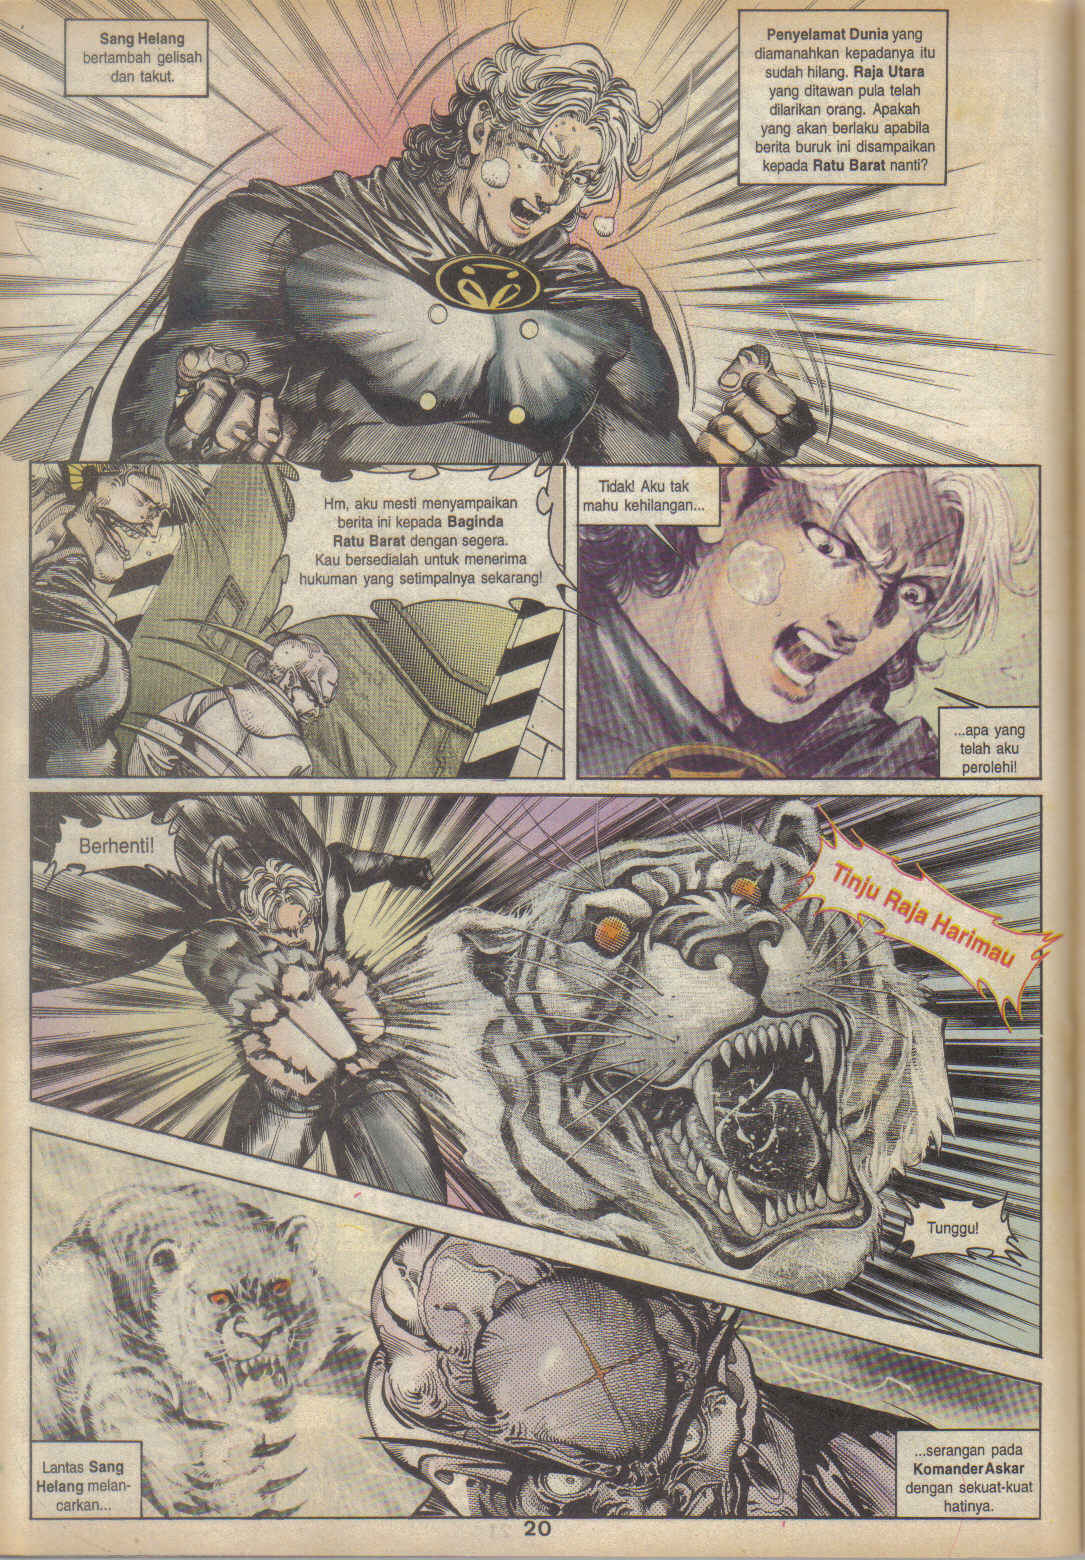 Sang Helang
bertambah gelisah
dan takut.
Penyelamat Dunia yang
diamanahkan kepadanya itu
sudah hilang. Raja Utara
yang ditawan pula telah
dilarikan orang. Apakah
yang akan berlaku apabila
berita buruk ini disampaikan
kepada Ratu Barat nanti?
Hm, aku mesti menyampaikan
berita ini kepada Baginda
Ratu Barat dengan segera.
Kau bersedialah untuk menerima
hukuman yang setimpalnya sekarang!
Tidak! Aku tak
mahu kehilangan...
...apa yang
telah aku
perolehi!
Berhenti!
Tinju Raja Harimau
Tunggu!
Lantas Sang
Helang melan-
carkan...
...serangan pada
Komander Askar
dengan sekuat-kuat
hatinya.
20